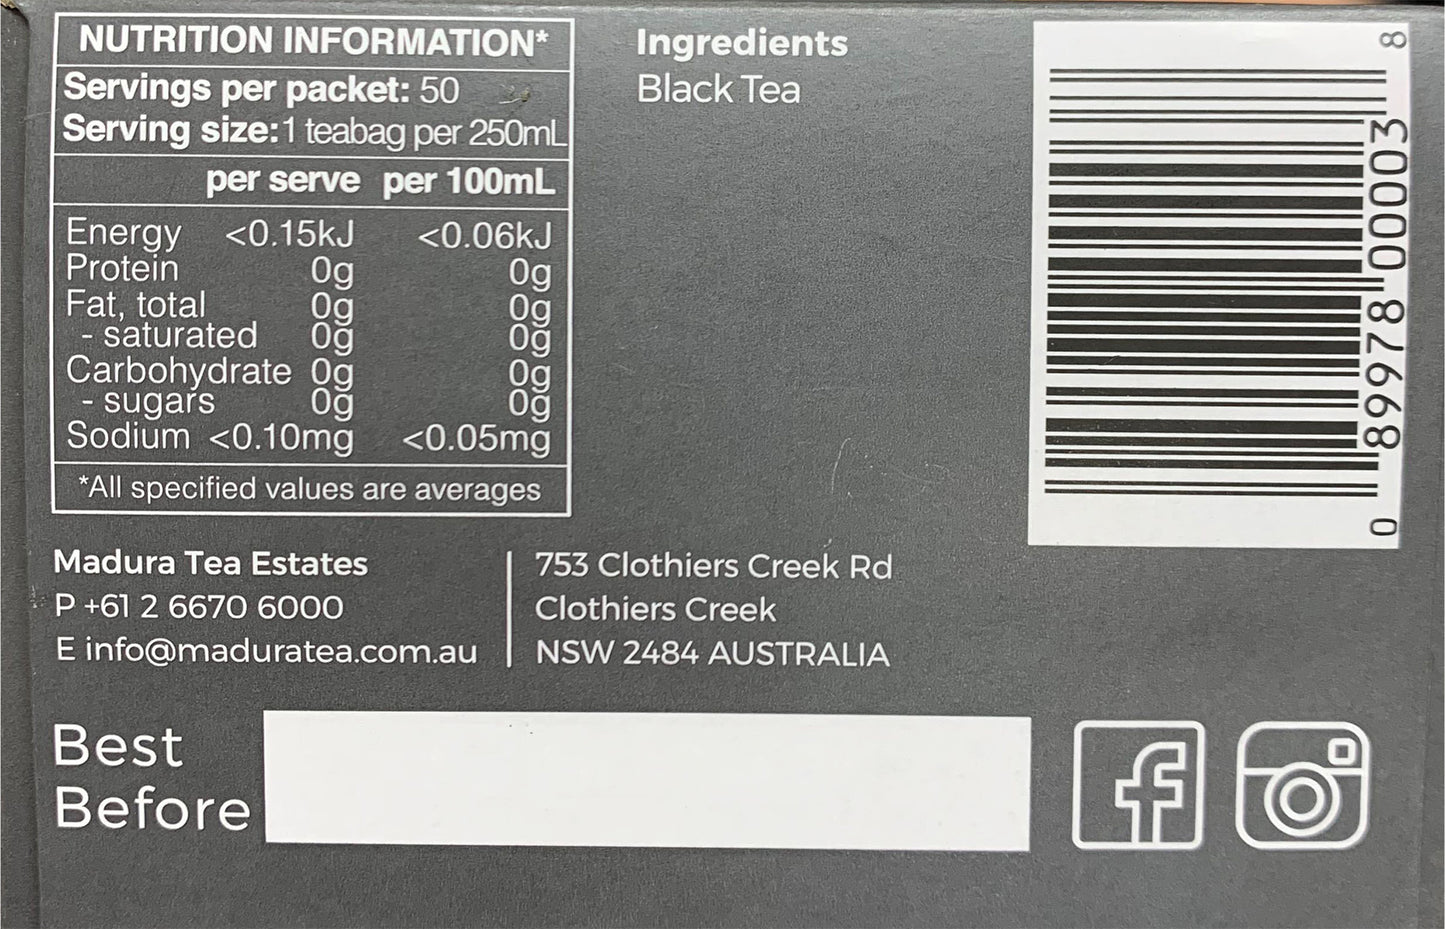 NUTRITION INFORMATION*
Servings per packet: 50
Serving size:1 teabag per 250mL
per serve per 100mL
Energy <0.15kJ <0.06kJ
Protein 0g 0g
Fat, total 0g 0g
- saturated 0g 0g
Carbohydrate 0g 0g
- sugars 0g 0g
Sodium <0.10mg <0.05mg
*All specified values are averages
Ingredients
Black Tea
0 89978 00003 8
Madura Tea Estates
P +61 2 6670 6000
E info@maduratea.com.au
753 Clothiers Creek Rd
Clothiers Creek
NSW 2484 AUSTRALIA
Best
Before